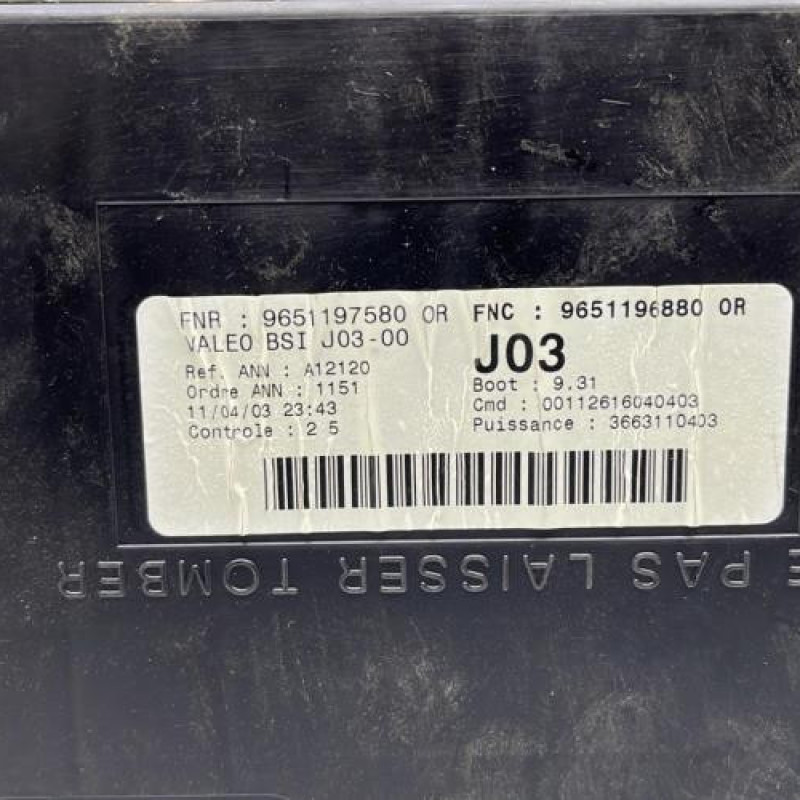 FNR : 9651197580 OR
VALEO BSI J03-00
Ref. ANN : A12120
Ordre ANN : 1151
11/04/03 23:43
Controle : 2 5
FNC : 9651196880 OR
J03
Boot : 9.31
Cmd : 00112616040403
Puissance : 3663110403
E PAS LAISSER TOMBER